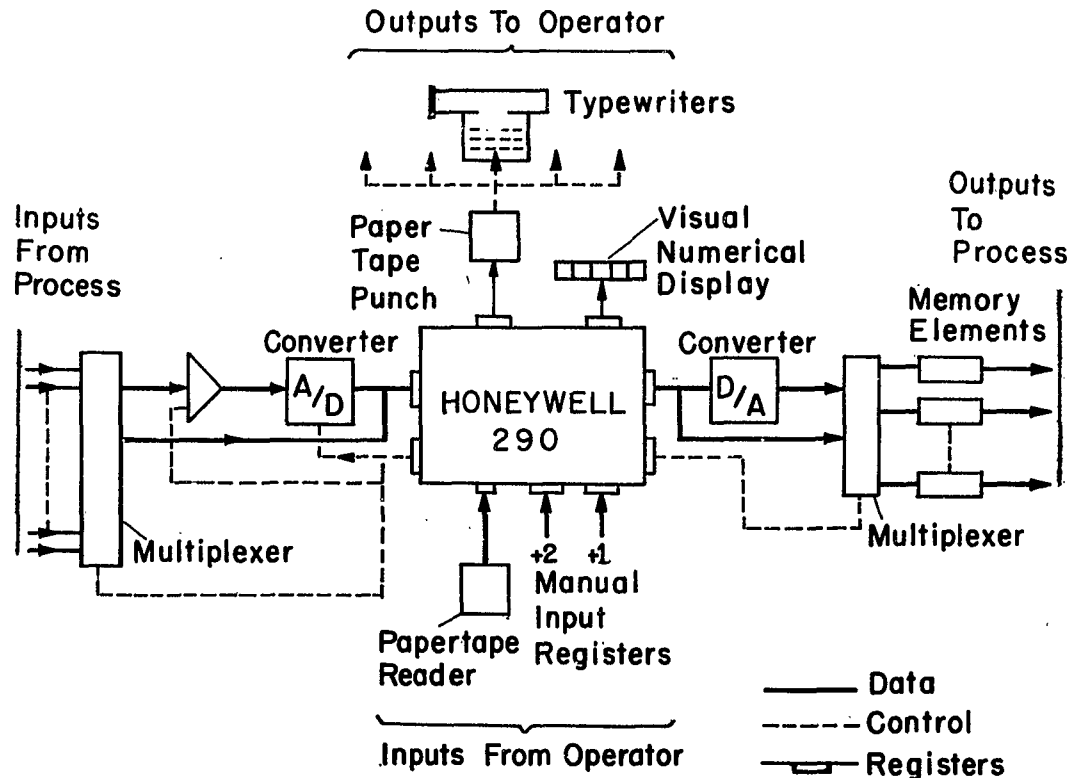 Outputs To Operator
Typewriters
Inputs
From
Process
Paper
Tape
Punch
Visual
Numerical
Display
Outputs
To
Process
Memory
Elements
Converter
A/D
HONEYWELL
290
Converter
D/A
Multiplexer
+2
+1
Manual
Input
Registers
Multiplexer
Papertape
Reader
Inputs From Operator
Data
Control
Registers